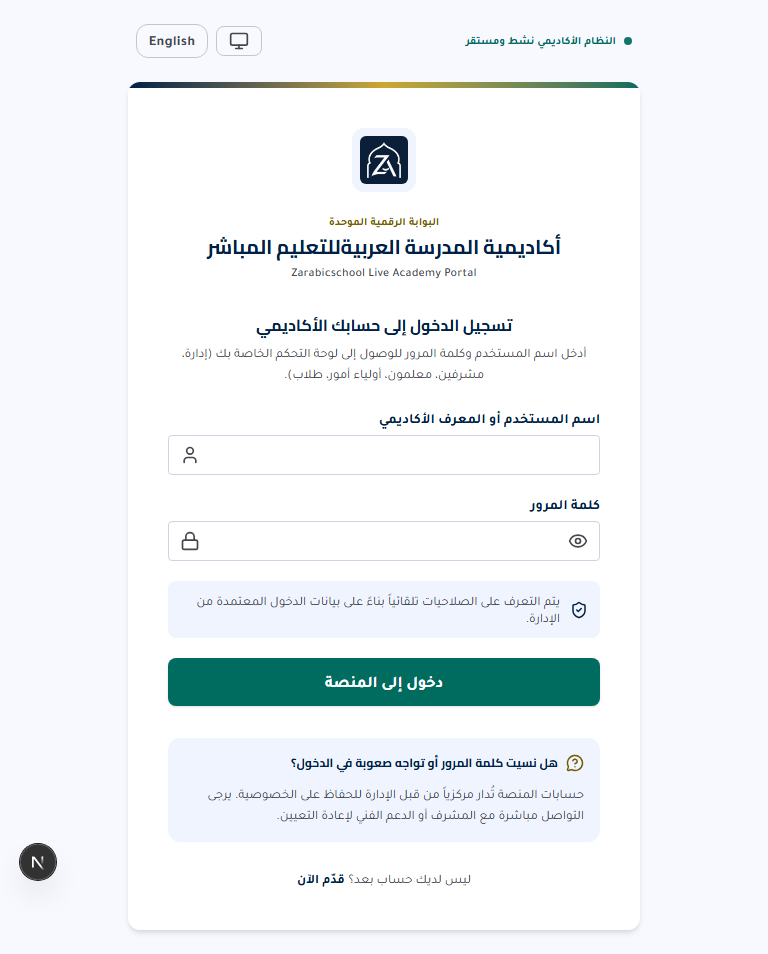 النظام الأكاديمي نشط ومستقر
English
ZA
البوابة الرقمية الموحدة
أكاديمية المدرسة العربيةللتعليم المباشر
Zarabicschool Live Academy Portal
تسجيل الدخول إلى حسابك الأكاديمي
أدخل اسم المستخدم وكلمة المرور للوصول إلى لوحة التحكم الخاصة بك (إدارة،
مشرفين، معلمون، أولياء أمور، طلاب).
اسم المستخدم أو المعرف الأكاديمي
كلمة المرور
يتم التعرف على الصلاحيات تلقائياً بناءً على بيانات الدخول المعتمدة من
الإدارة.
دخول إلى المنصة
هل نسيت كلمة المرور أو تواجه صعوبة في الدخول؟
حسابات المنصة تُدار مركزياً من قبل الإدارة للحفاظ على الخصوصية. يرجى
التواصل مباشرة مع المشرف أو الدعم الفني لإعادة التعيين.
ليس لديك حساب بعد؟ قدّم الآن
N